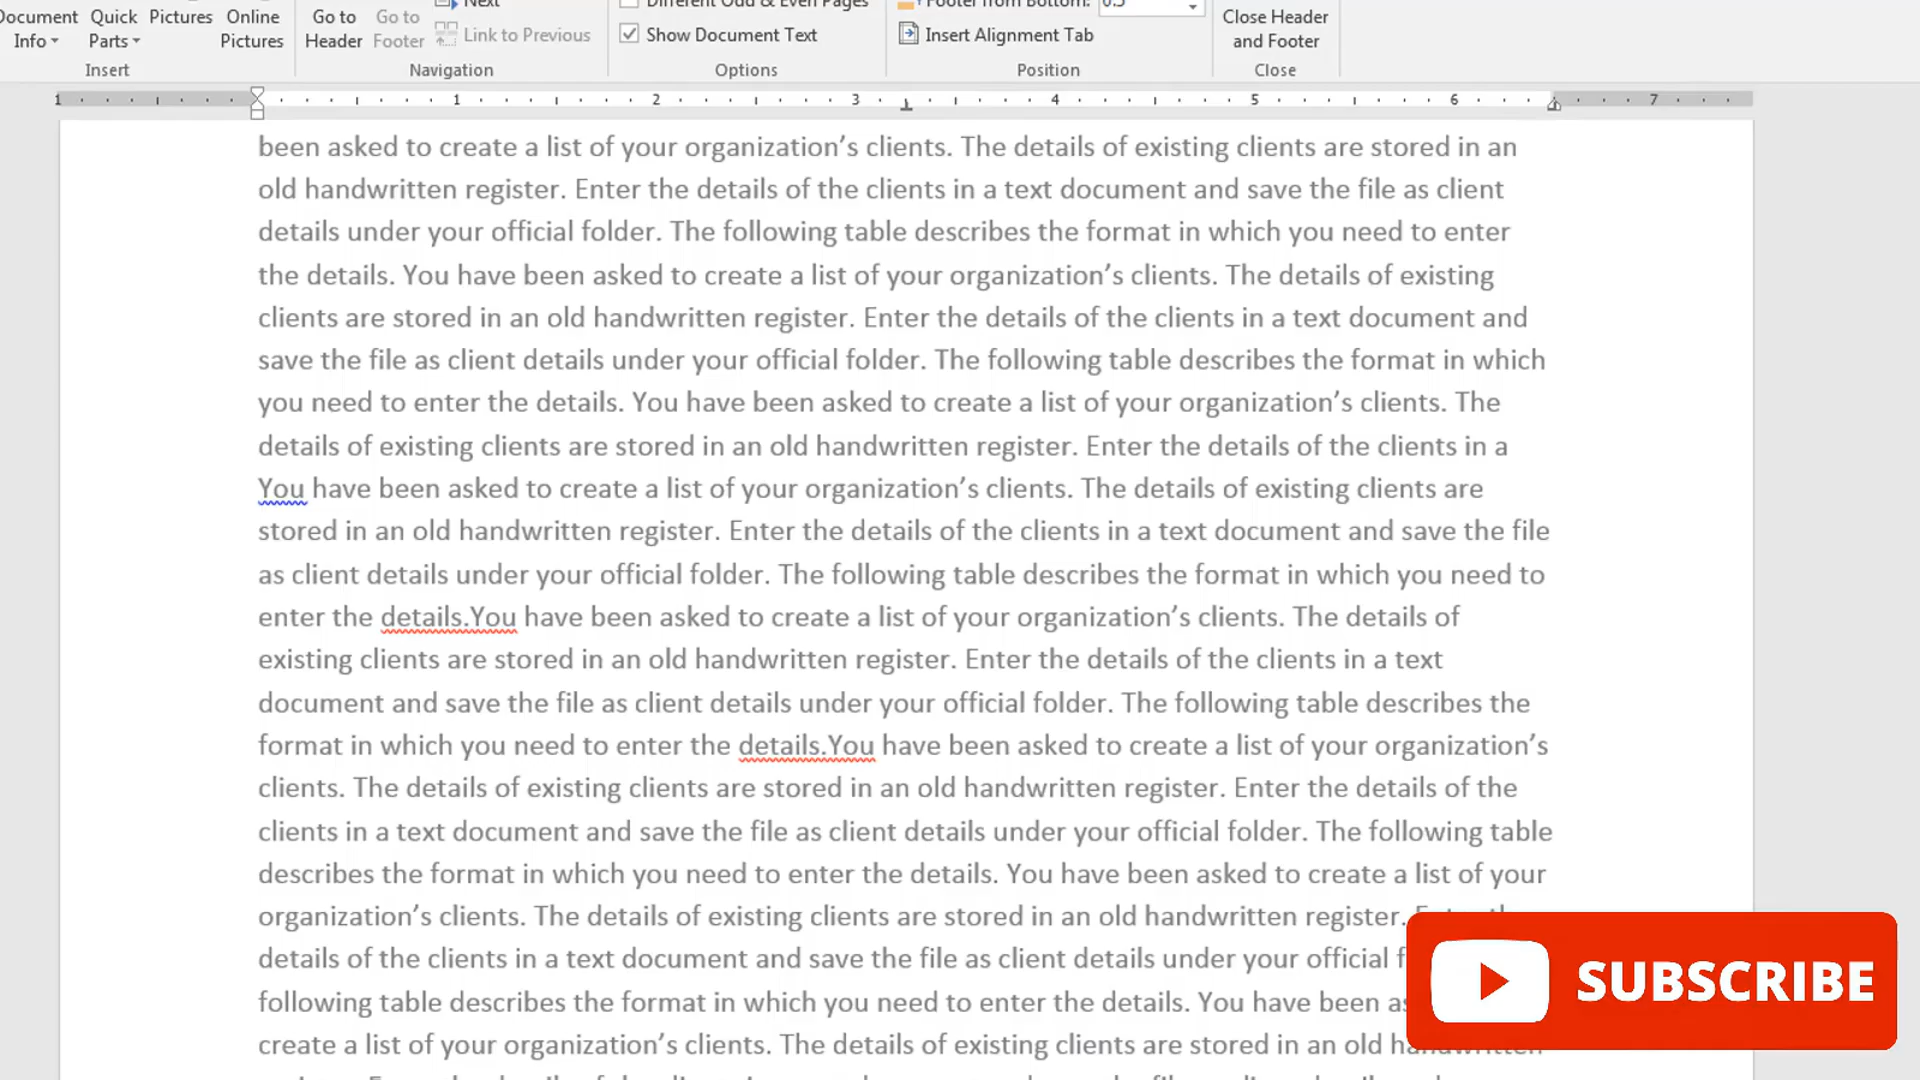 Document Quick Pictures Online Go to Go to Next Different Odd & Even Pages Footer from Bottom: 0.5 Close Header
Info Parts Pictures Header Footer Link to Previous Show Document Text Insert Alignment Tab and Footer
Insert Navigation Options Position Close
1 1 2 3 4 5 6 7
been asked to create a list of your organization’s clients. The details of existing clients are stored in an
old handwritten register. Enter the details of the clients in a text document and save the file as client
details under your official folder. The following table describes the format in which you need to enter
the details. You have been asked to create a list of your organization’s clients. The details of existing
clients are stored in an old handwritten register. Enter the details of the clients in a text document and
save the file as client details under your official folder. The following table describes the format in which
you need to enter the details. You have been asked to create a list of your organization’s clients. The
details of existing clients are stored in an old handwritten register. Enter the details of the clients in a
You have been asked to create a list of your organization’s clients. The details of existing clients are
stored in an old handwritten register. Enter the details of the clients in a text document and save the file
as client details under your official folder. The following table describes the format in which you need to
enter the details.You have been asked to create a list of your organization’s clients. The details of
existing clients are stored in an old handwritten register. Enter the details of the clients in a text
document and save the file as client details under your official folder. The following table describes the
format in which you need to enter the details.You have been asked to create a list of your organization’s
clients. The details of existing clients are stored in an old handwritten register. Enter the details of the
clients in a text document and save the file as client details under your official folder. The following table
describes the format in which you need to enter the details. You have been asked to create a list of your
organization’s clients. The details of existing clients are stored in an old handwritten register.
details of the clients in a text document and save the file as client details under your official
following table describes the format in which you need to enter the details. You have been
create a list of your organization’s clients. The details of existing clients are stored in an old handwritten
SUBSCRIBE